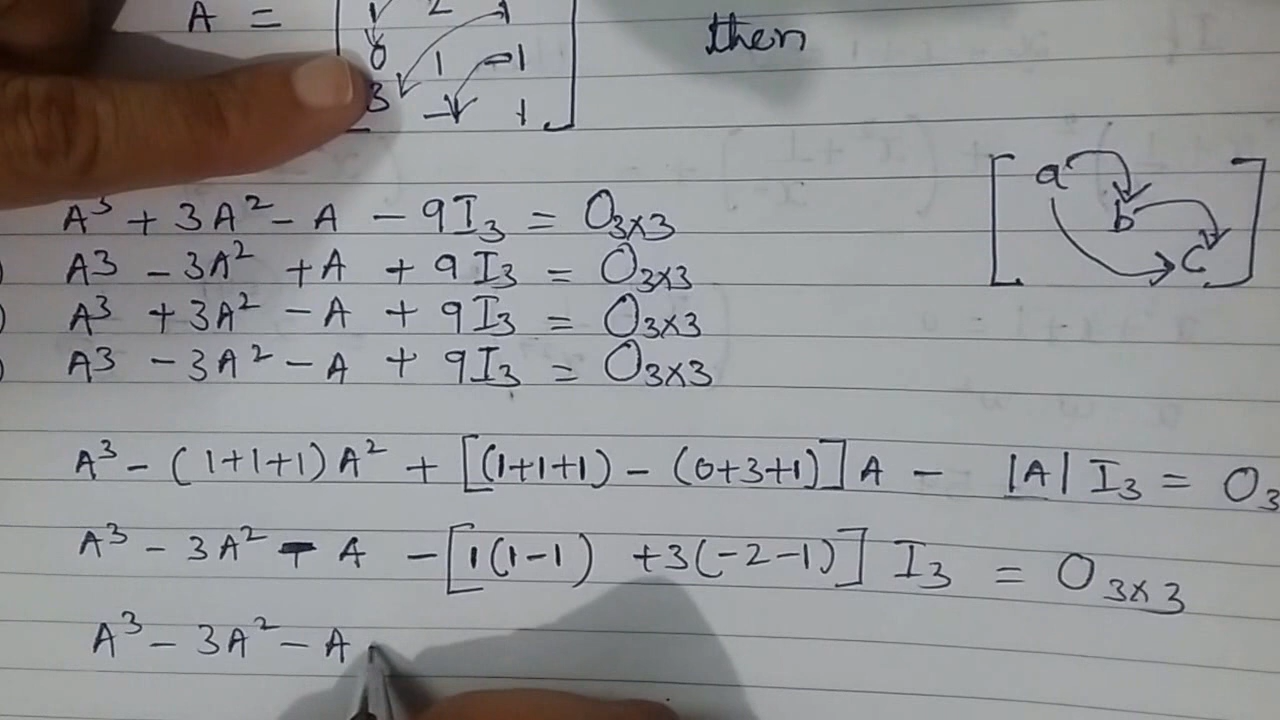 A = [ 1 2 1
0 1 -1 then
3 -1 1 ]
A³ + 3A² - A - 9I₃ = O₃ₓ₃
) A³ - 3A² + A + 9I₃ = O₃ₓ₃
) A³ + 3A² - A + 9I₃ = O₃ₓ₃
) A³ - 3A² - A + 9I₃ = O₃ₓ₃
[ a
b
c ]
A³ - (1+1+1)A² + [(1+1+1) - (0+3+1)]A - |A| I₃ = O₃
A³ - 3A² - A - [1(1-1) +3(-2-1)] I₃ = O₃ₓ₃
A³ - 3A² - A